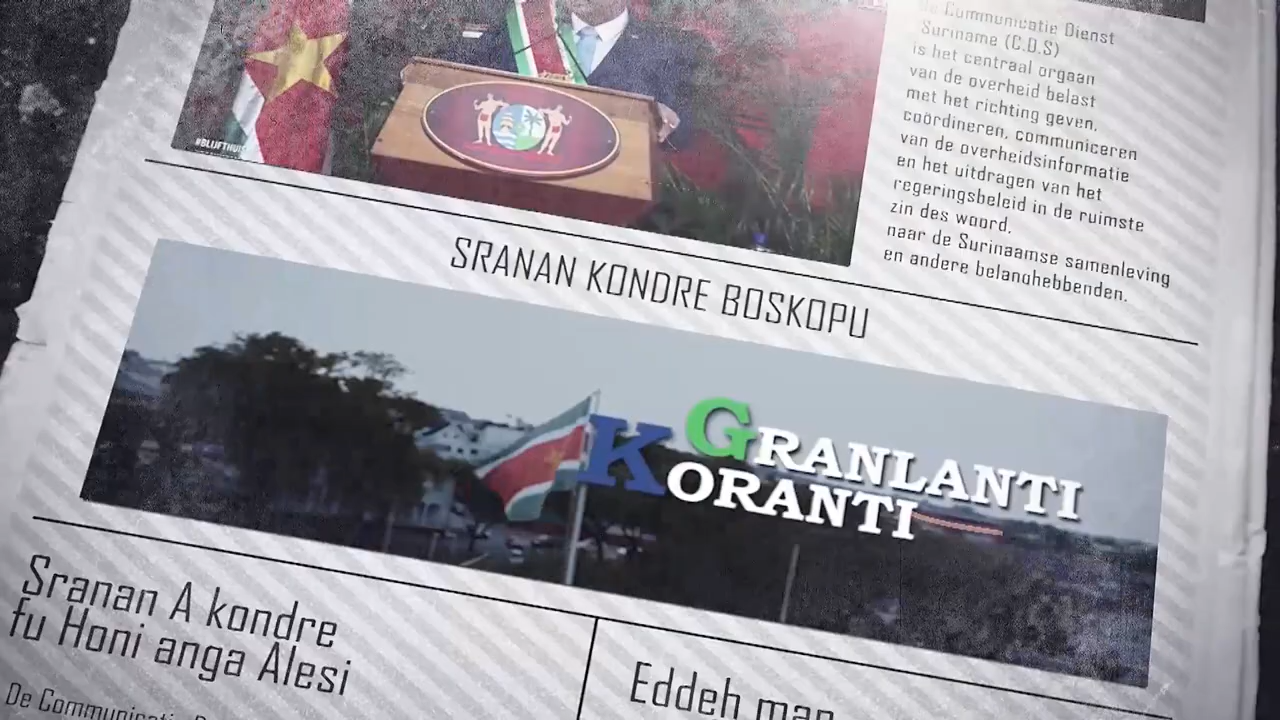 #BLIJFTHUIS
de Communicatie Dienst
Suriname (C.D.S)
is het centraal orgaan
van de overheid belast
met het richting geven,
coördineren, communiceren
van de overheidsinformatie
en het uitdragen van het
regeringsbeleid in de ruimste
zin des woord.
naar de Surinaamse samenleving
en andere belanghebbenden.
SRANAN KONDRE BOSKOPU
GRANLANTI
KORANTI
Sranan A kondre
fu Honi anga Alesi
De
Eddeh man